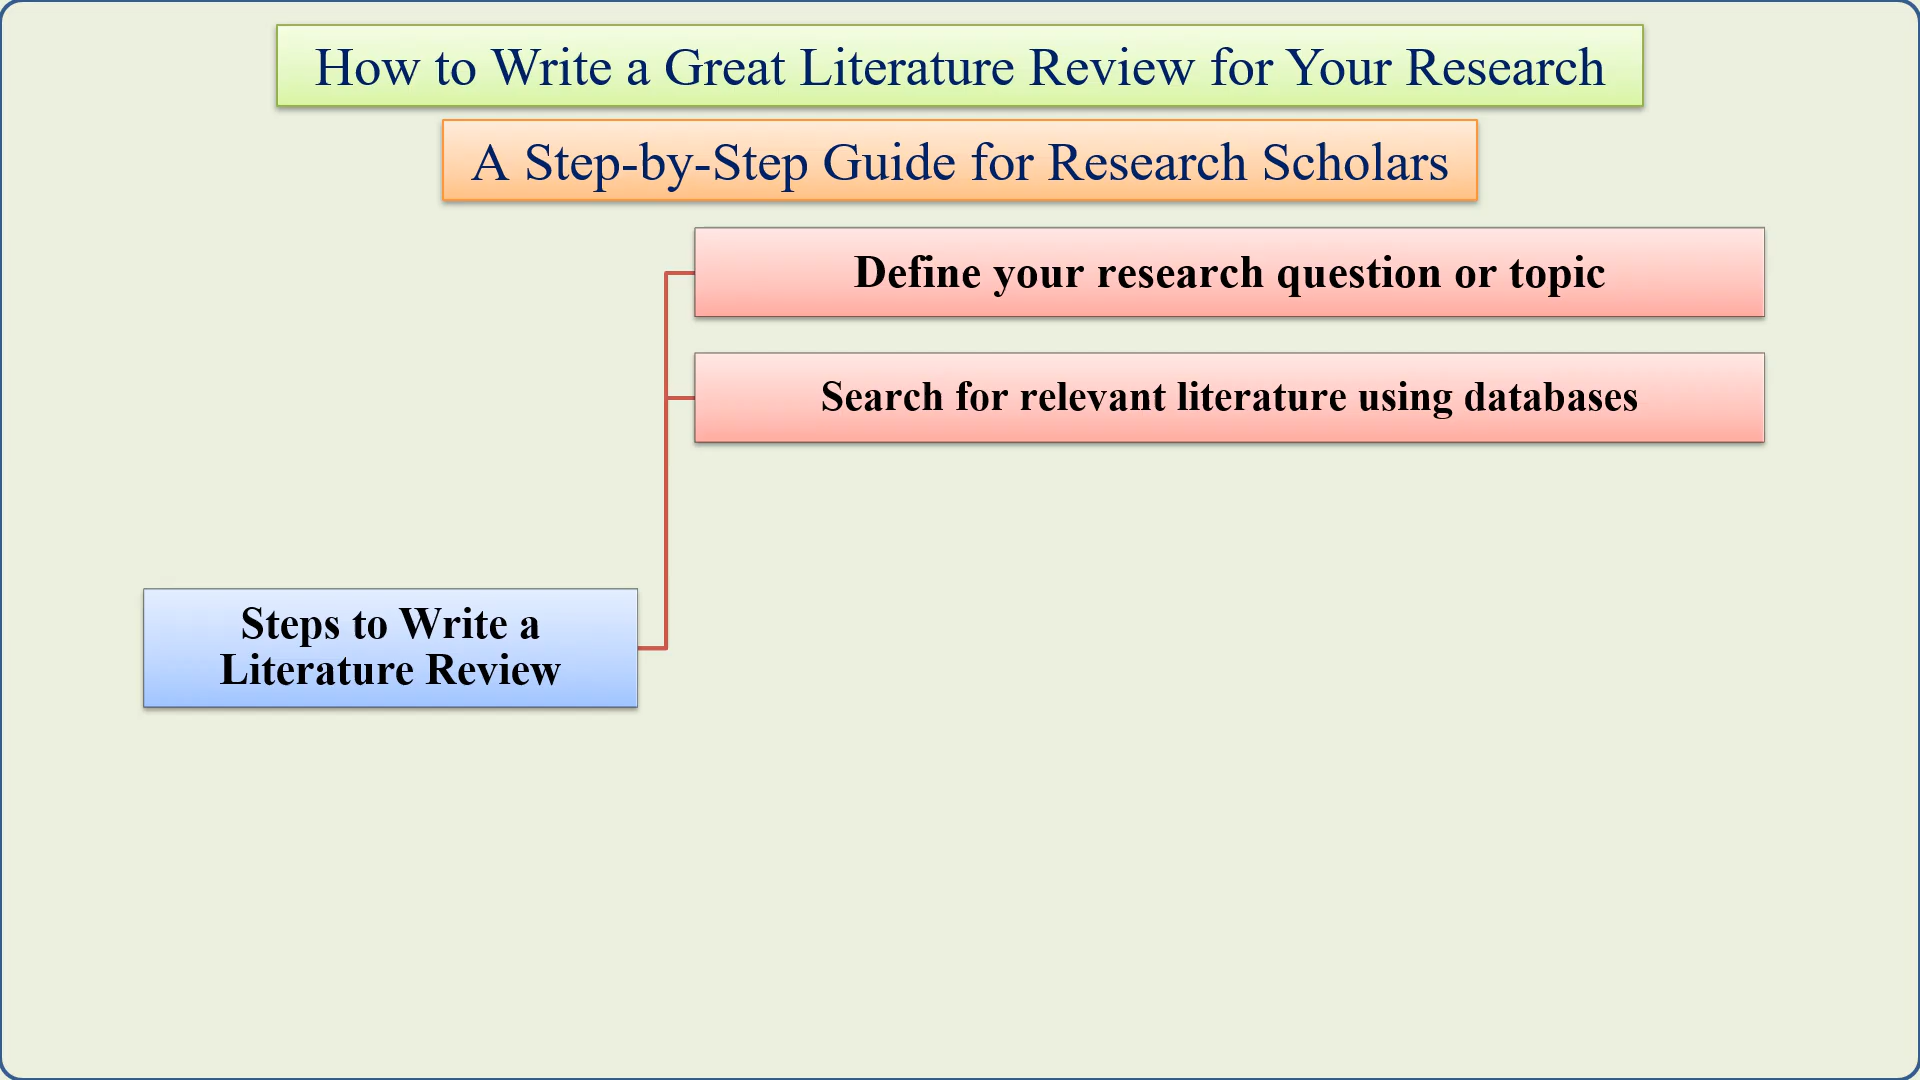 How to Write a Great Literature Review for Your Research
A Step-by-Step Guide for Research Scholars
Define your research question or topic
Search for relevant literature using databases
Steps to Write a
Literature Review